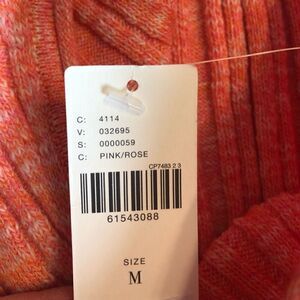 C: 4114
V: 032695
S: 0000059
C: PINK/ROSE
CP7483 2 3
61543088
SIZE
M